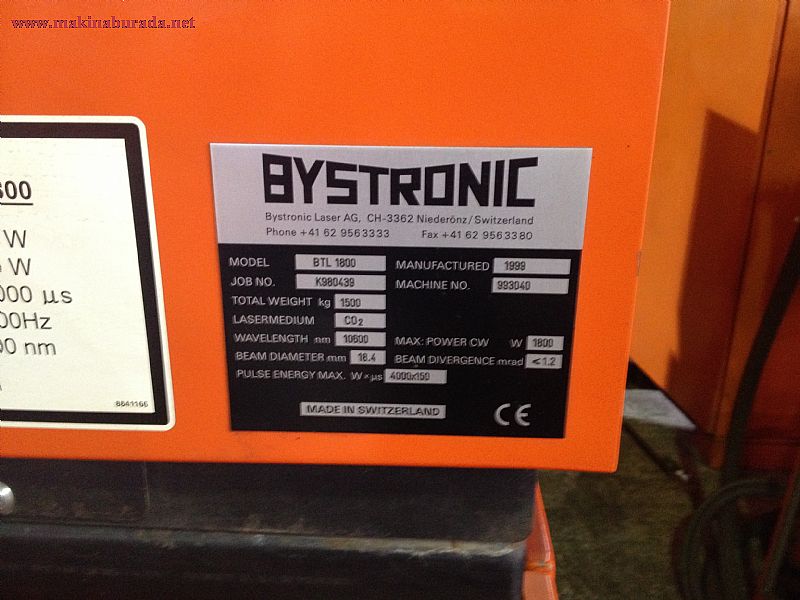 www.makinaburada.net
800
W
W
000 µs
00Hz
00 nm
8841166
BYSTRONIC
Bystronic Laser AG, CH-3362 Niederönz/Switzerland
Phone +41 62 9563333 Fax +41 62 9563380
MODEL BTL 1800 MANUFACTURED 1999
JOB NO. K980439 MACHINE NO. 993040
TOTAL WEIGHT kg 1500
LASERMEDIUM CO2
WAVELENGTH nm 10600 MAX: POWER CW W 1800
BEAM DIAMETER mm 18.4 BEAM DIVERGENCE mrad ≤1.2
PULSE ENERGY MAX. W×µs 4000x150
MADE IN SWITZERLAND CE